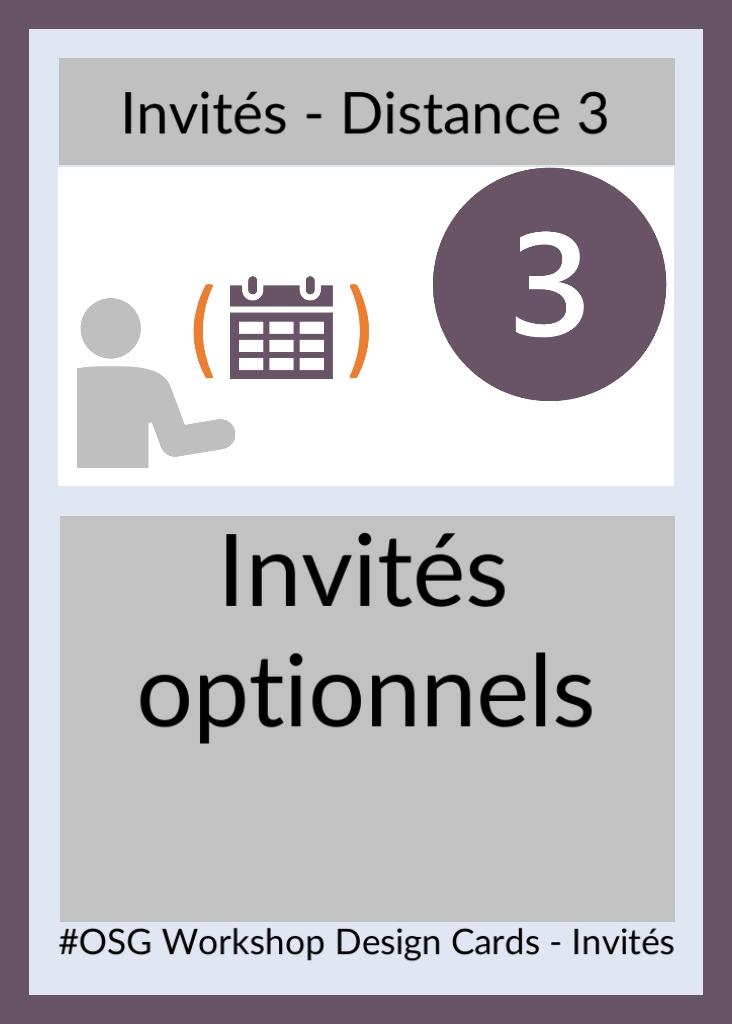 Invités - Distance 3
3
( )
Invités
optionnels
#OSG Workshop Design Cards - Invités